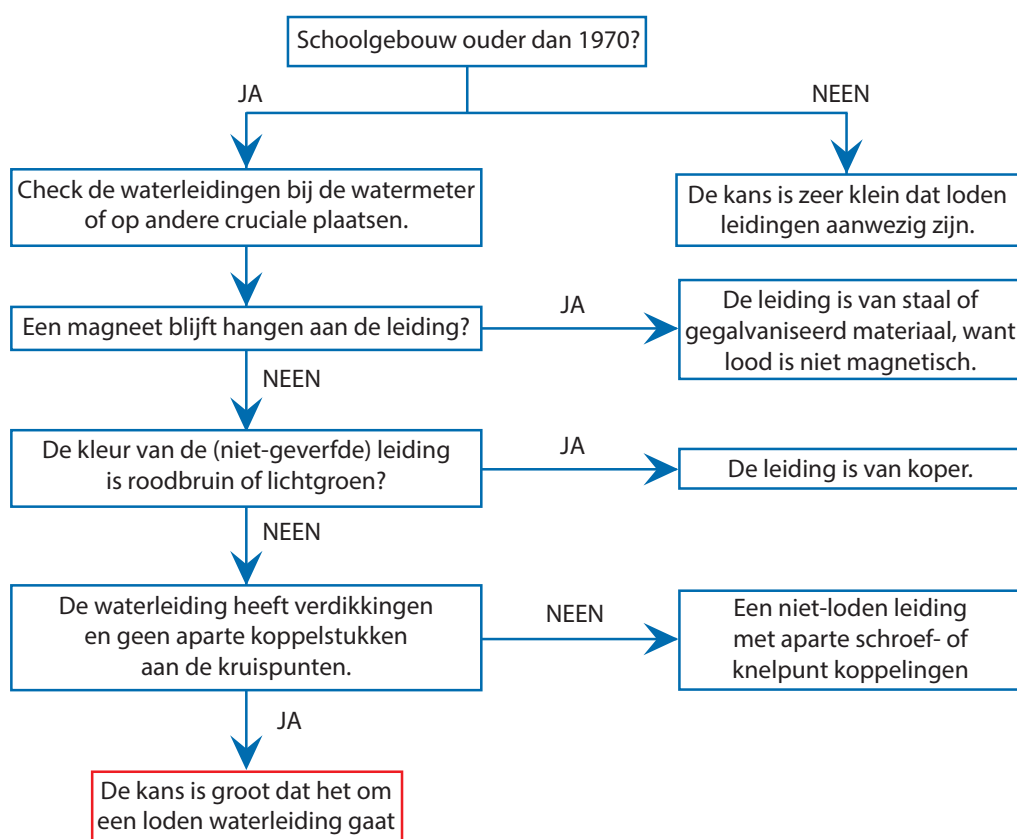 Schoolgebouw ouder dan 1970?
JA
NEEN
Check de waterleidingen bij de watermeter
of op andere cruciale plaatsen.
De kans is zeer klein dat loden
leidingen aanwezig zijn.
Een magneet blijft hangen aan de leiding?
JA
De leiding is van staal of
gegalvaniseerd materiaal, want
lood is niet magnetisch.
NEEN
De kleur van de (niet-geverfde) leiding
is roodbruin of lichtgroen?
JA
De leiding is van koper.
NEEN
De waterleiding heeft verdikkingen
en geen aparte koppelstukken
aan de kruispunten.
NEEN
Een niet-loden leiding
met aparte schroef- of
knelpunt koppelingen
JA
De kans is groot dat het om
een loden waterleiding gaat